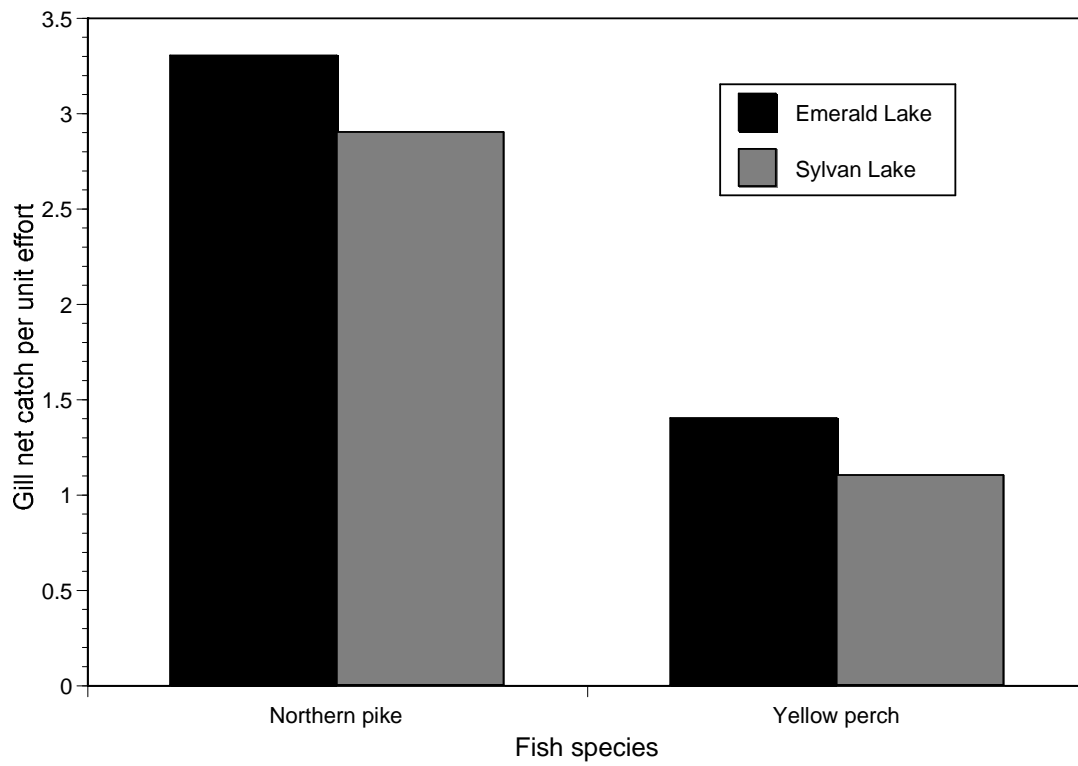 3.5
3
2.5
2
1.5
1
0.5
0
Gill net catch per unit effort
Emerald Lake
Sylvan Lake
Northern pike
Yellow perch
Fish species